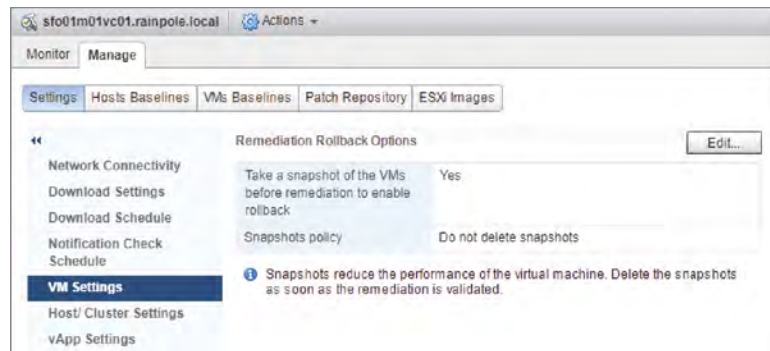 sfo01m01vc01.rainpole.local Actions
Monitor Manage
Settings Hosts Baselines VMs Baselines Patch Repository ESXi Images
Remediation Rollback Options Edit...
Network Connectivity
Download Settings
Download Schedule
Notification Check
Schedule
VM Settings
Host/ Cluster Settings
vApp Settings
Take a snapshot of the VMs
before remediation to enable
rollback
Yes
Snapshots policy Do not delete snapshots
Snapshots reduce the performance of the virtual machine. Delete the snapshots
as soon as the remediation is validated.